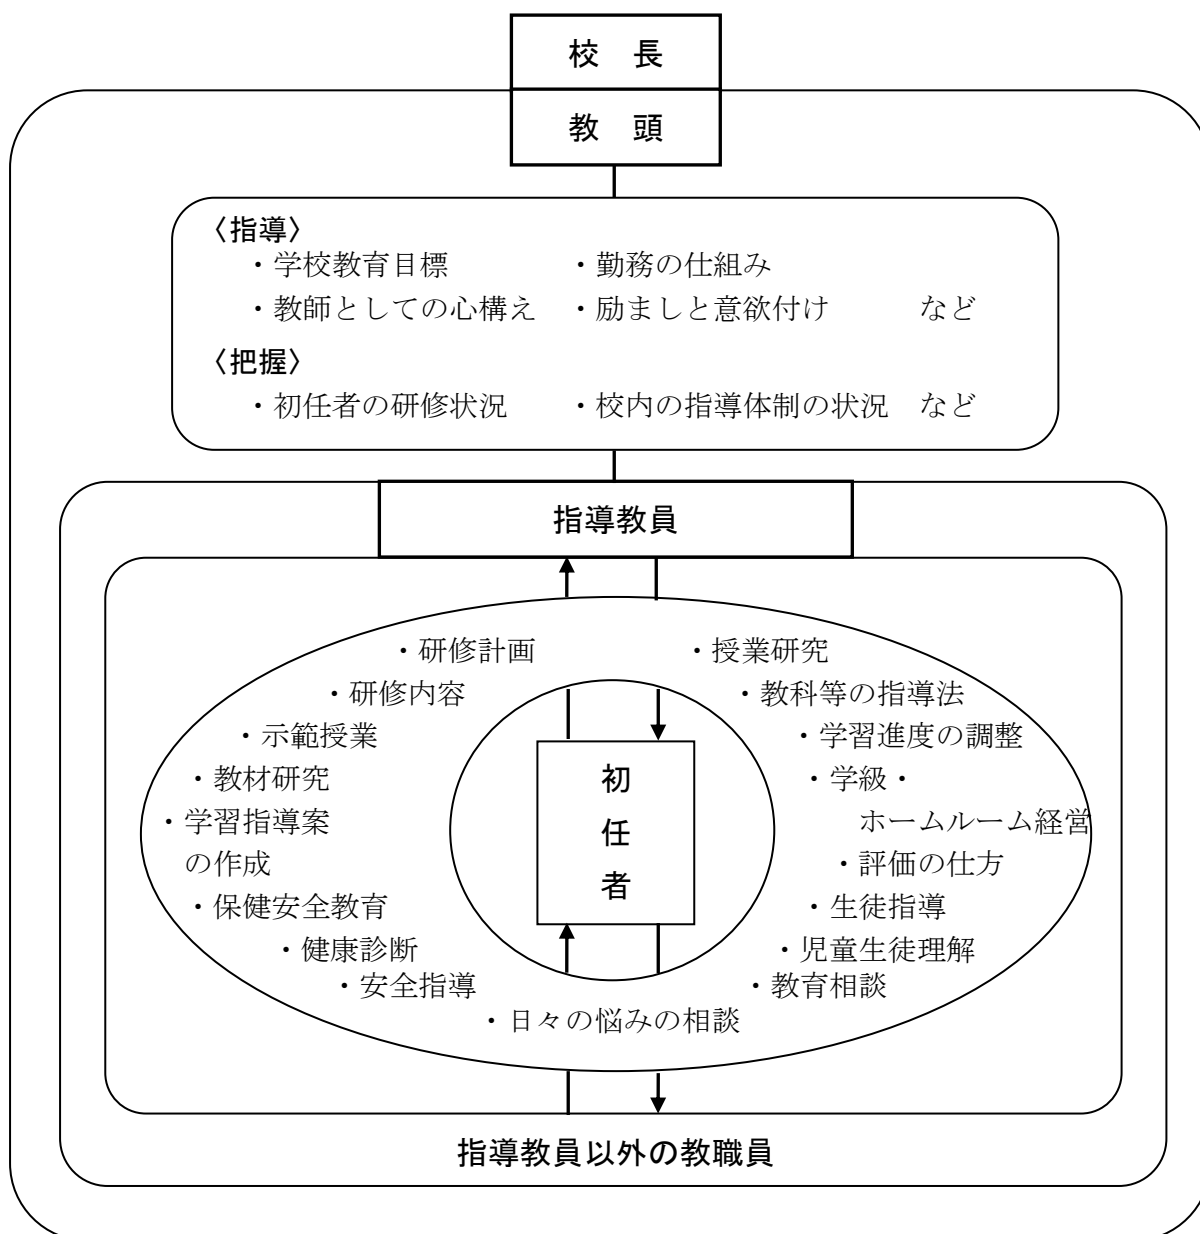 校　長
教　頭
〈指導〉
・学校教育目標　・勤務の仕組み
・教師としての心構え　・励ましと意欲付け　など
〈把握〉
・初任者の研修状況　・校内の指導体制の状況　など
指導教員
・研修計画
・研修内容
・示範授業
・教材研究
・学習指導案
の作成
・保健安全教育
・健康診断
・安全指導
・日々の悩みの相談
・授業研究
・教科等の指導法
・学習進度の調整
・学級・
ホームルーム経営
・評価の仕方
・生徒指導
・児童生徒理解
・教育相談
初
任
者
指導教員以外の教職員